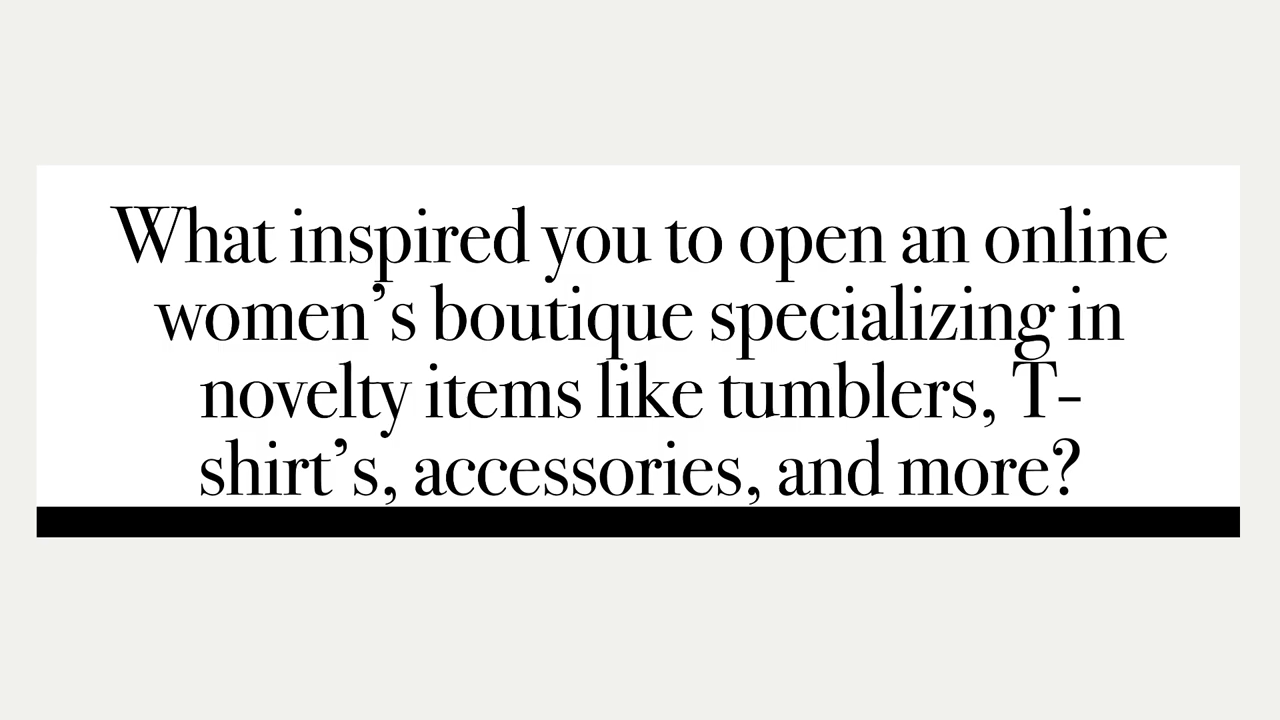 What inspired you to open an online
women’s boutique specializing in
novelty items like tumblers, T-
shirt’s, accessories, and more?